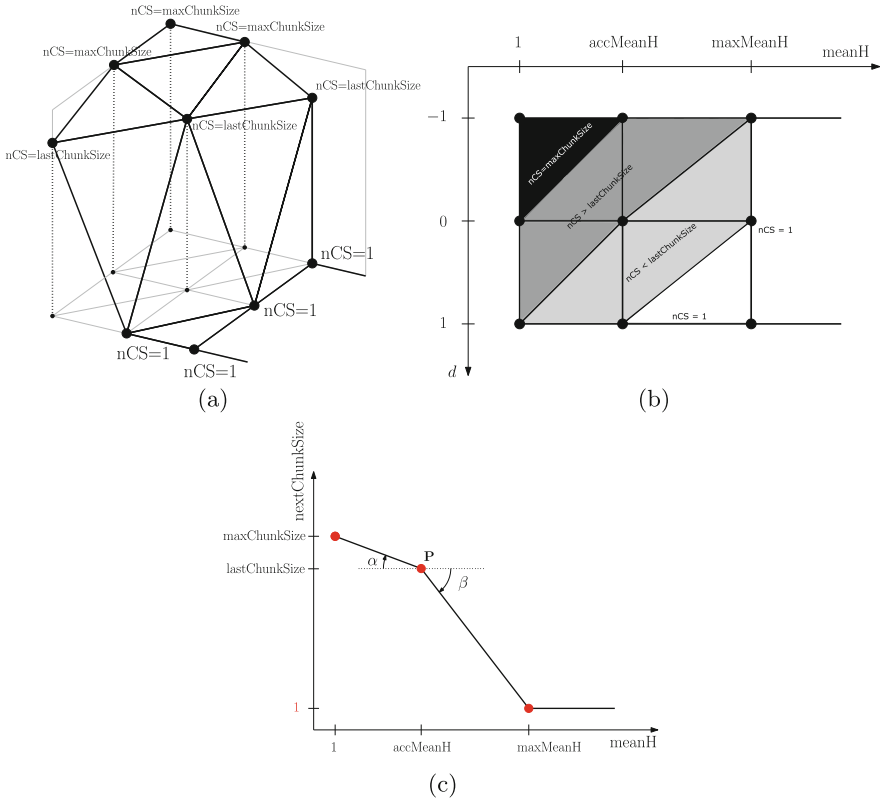 nCS=maxChunkSize
nCS=maxChunkSize
nCS=maxChunkSize
nCS=lastChunkSize
nCS=lastChunkSize
nCS=lastChunkSize
nCS=1
nCS=1
nCS=1
nCS=1
(a)
1
accMeanH
maxMeanH
meanH
−1
0
1
d
nCS=maxChunkSize
nCS > lastChunkSize
nCS < lastChunkSize
nCS = 1
nCS = 1
(b)
nextChunkSize
maxChunkSize
lastChunkSize
1
α
P
β
1
accMeanH
maxMeanH
meanH
(c)